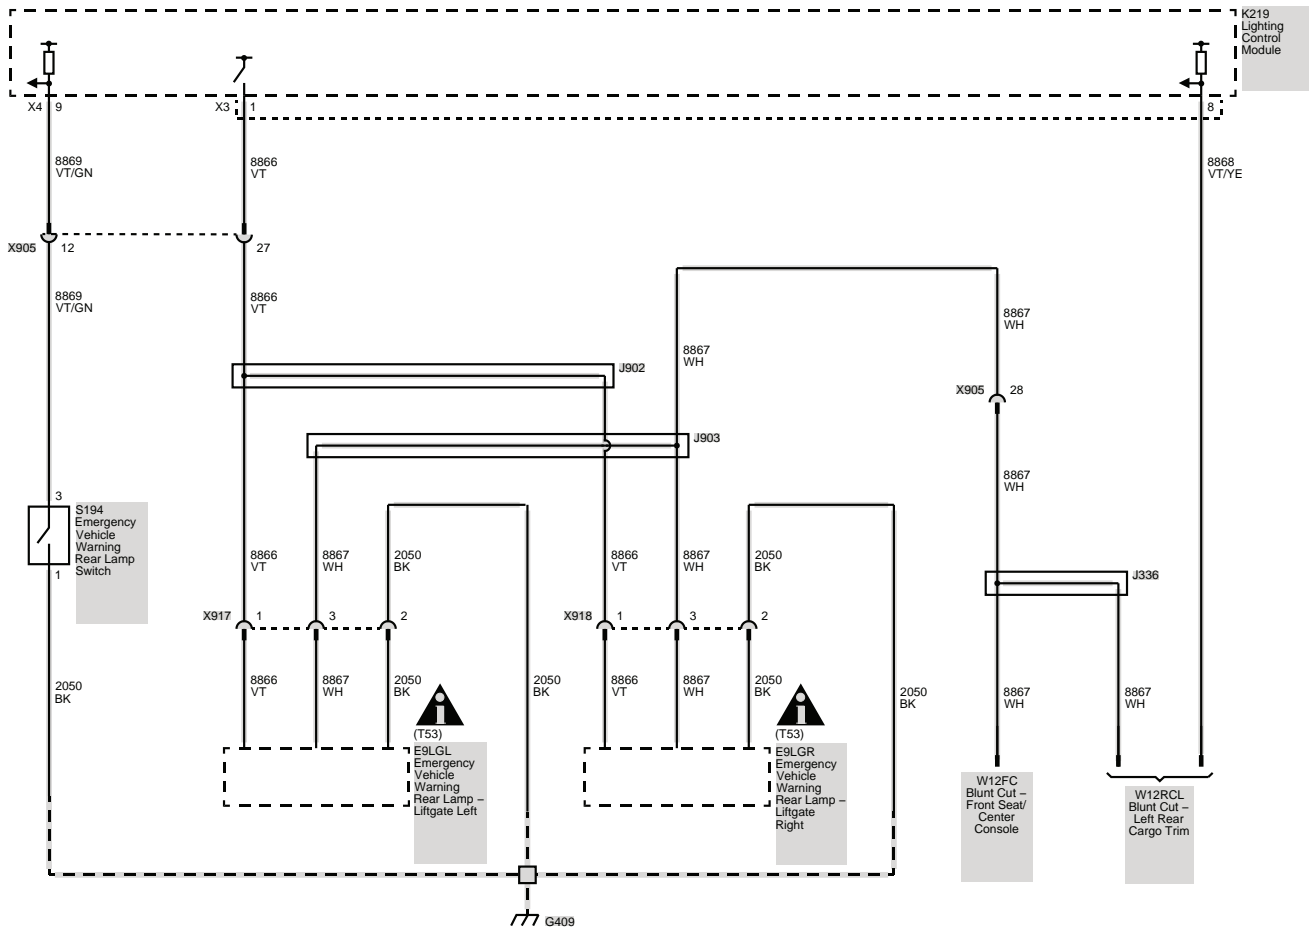 K219
Lighting
Control
Module
X4 9
X3 1
8
8869
VT/GN
8866
VT
8868
VT/YE
X905 12
27
8869
VT/GN
8866
VT
8867
WH
8867
WH
J902
X905 28
J903
8867
WH
3
S194
Emergency
Vehicle
Warning
Rear Lamp
Switch
1
8866
VT
8867
WH
2050
BK
8866
VT
8867
WH
2050
BK
J336
X917 1 3 2
X918 1 3 2
2050
BK
8866
VT
8867
WH
2050
BK
2050
BK
8866
VT
8867
WH
2050
BK
2050
BK
8867
WH
8867
WH
i
(T53)
E9LGL
Emergency
Vehicle
Warning
Rear Lamp –
Liftgate Left
i
(T53)
E9LGR
Emergency
Vehicle
Warning
Rear Lamp –
Liftgate
Right
W12FC
Blunt Cut –
Front Seat/
Center
Console
W12RCL
Blunt Cut –
Left Rear
Cargo Trim
G409